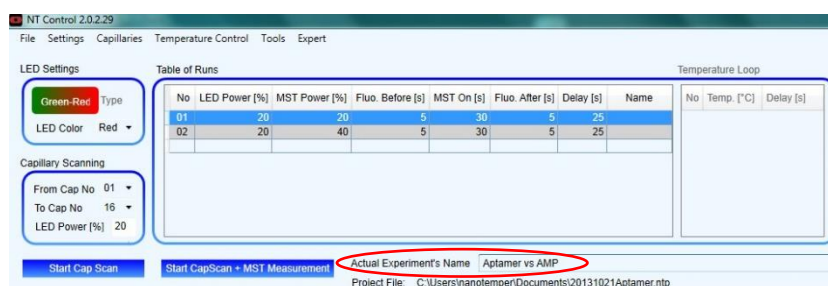 NT Control 2.0.2.29
File Settings Capillaries Temperature Control Tools Expert
LED Settings
Green-Red Type
LED Color Red
Capillary Scanning
From Cap No 01
To Cap No 16
LED Power [%] 20
Start Cap Scan
Table of Runs
No LED Power [%] MST Power [%] Fluo. Before [s] MST On [s] Fluo. After [s] Delay [s] Name
01 20 20 5 30 5 25
02 20 40 5 30 5 25
Temperature Loop
No Temp. [°C] Delay [s]
Start CapScan + MST Measurement
Actual Experiment's Name Aptamer vs AMP
Project File: C:\Users\nanotemper\Documents\20131021Aptamer.ntp